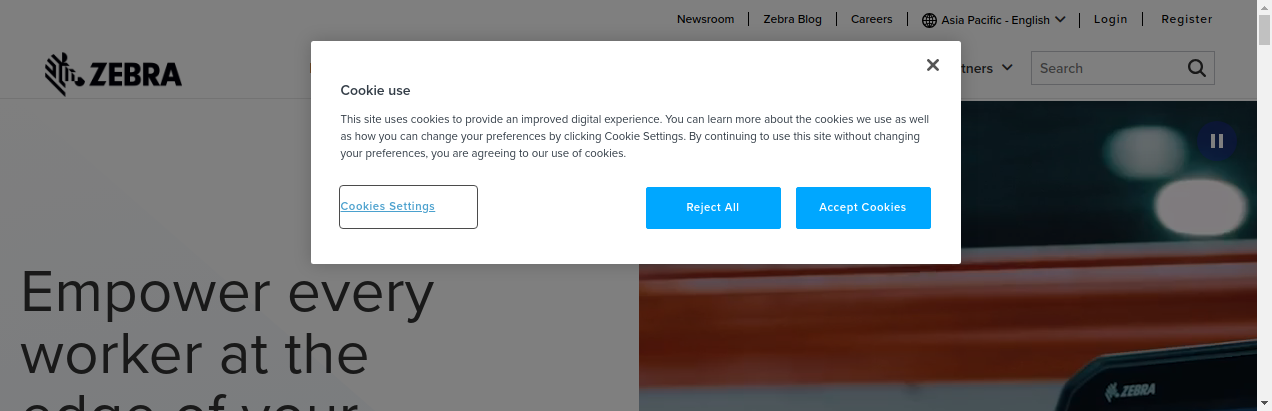 Newsroom
Zebra Blog
Careers
Asia Pacific - English
Login
Register
ZEBRA
Search
Cookie use
This site uses cookies to provide an improved digital experience. You can learn more about the cookies we use as well
as how you can change your preferences by clicking Cookie Settings. By continuing to use this site without changing
your preferences, you are agreeing to our use of cookies.
Cookies Settings
Reject All
Accept Cookies
Empower every
worker at the
edge of your
ZEBRA